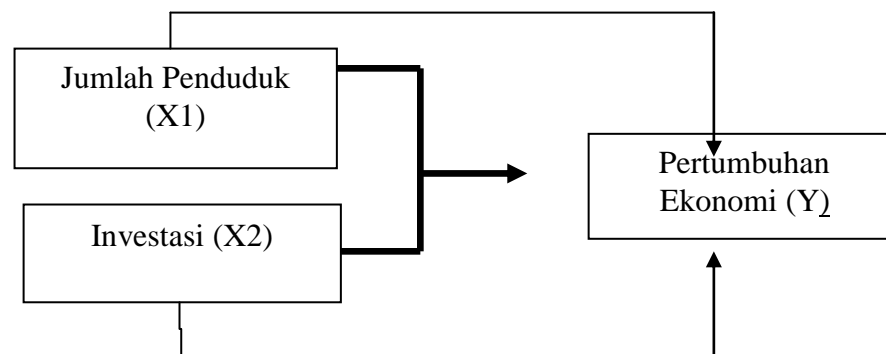 Jumlah Penduduk
(X1)
Pertumbuhan
Ekonomi (Y)
Investasi (X2)